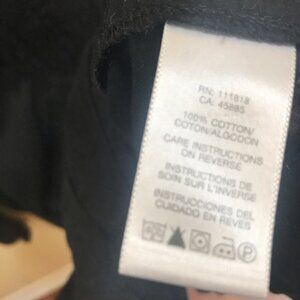 RN: 111818
CA: 45885
100% COTTON/
COTON/ALGODON
CARE INSTRUCTIONS
ON REVERSE
INSTRUCTIONS DE
SOIN SUR L'INVERSE
INSTRUCCIONES DEL
CUIDADO EN REVES